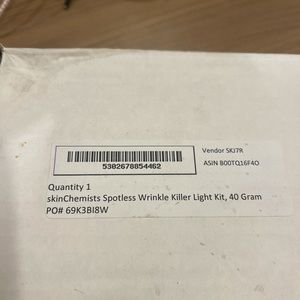 Vendor SKJ7R
ASIN B00TQ16F4O
5382678854462
Quantity 1
skinChemists Spotless Wrinkle Killer Light Kit, 40 Gram
PO# 69K3BI8W